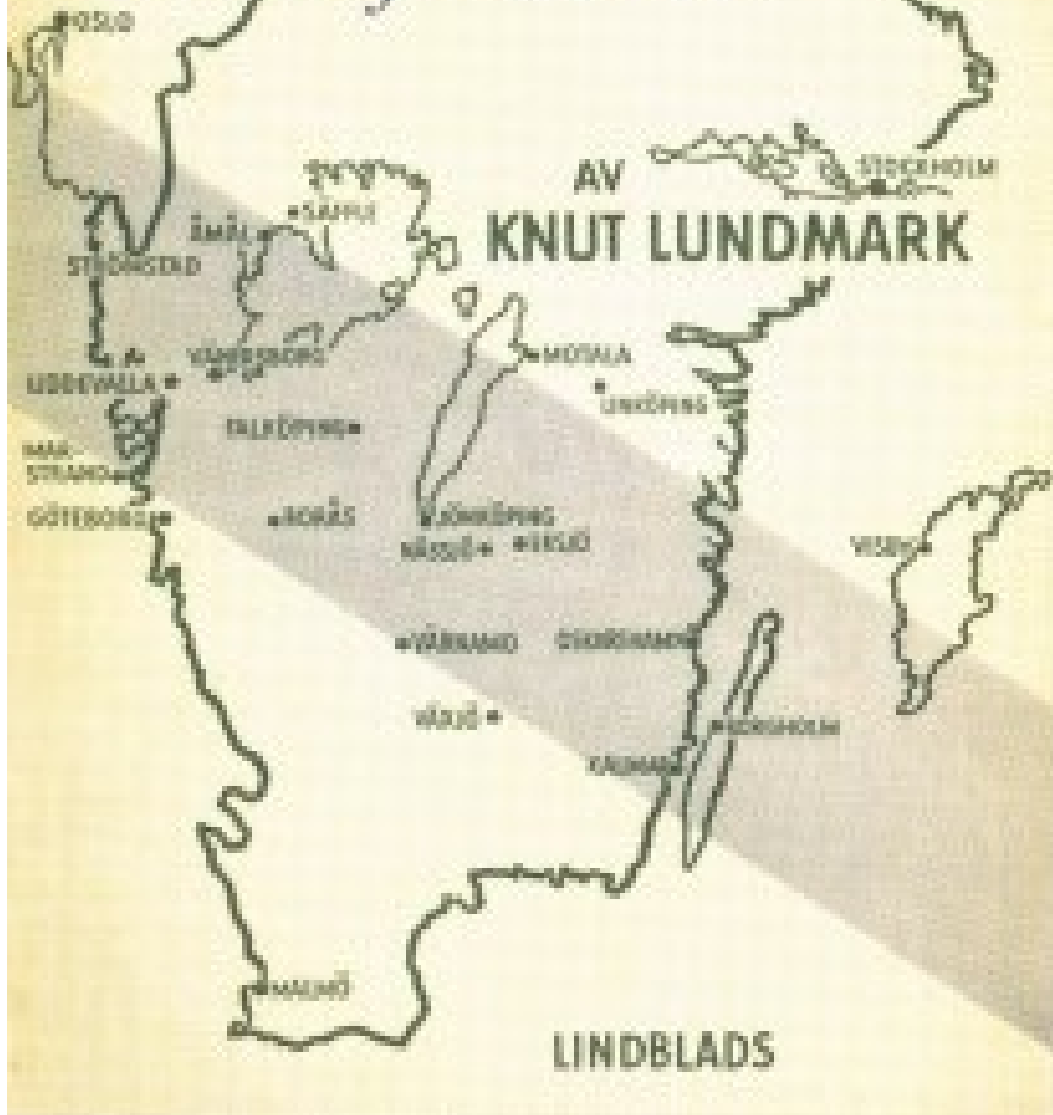 OSLO
STOCKHOLM
AV
KNUT LUNDMARK
SÄFFLE
ÅMÅL
STRÖMSTAD
VÄNERSBORG
MOTALA
UDDEVALLA
LINKÖPING
FALKÖPING
MAR-
STRAND
GÖTEBORG
BORÅS
JÖNKÖPING
NÄSSJÖ
EKSJÖ
VISBY
VÄRNAMO
OSKARSHAMN
VÄXJÖ
BORGHOLM
KALMAR
MALMÖ
LINDBLADS